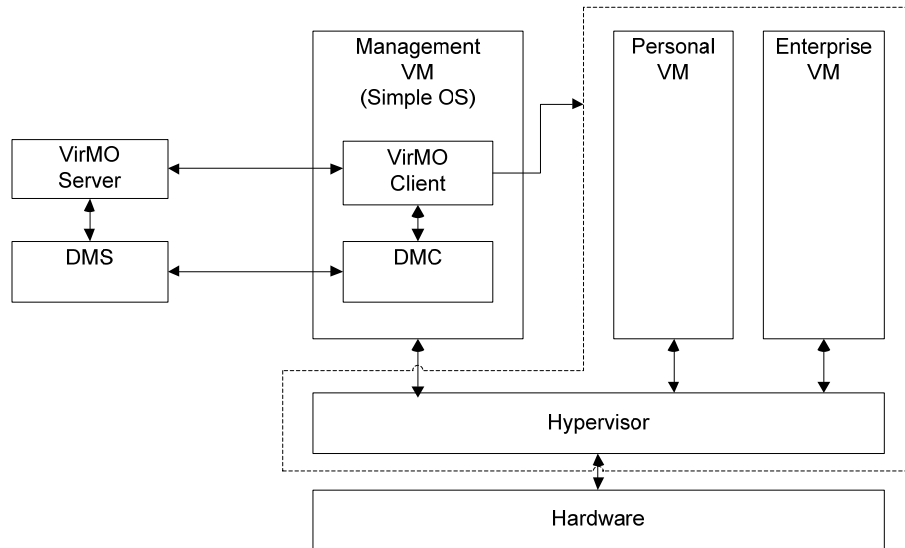 Management
VM
(Simple OS)
Personal
VM
Enterprise
VM
VirMO
Server
VirMO
Client
DMS
DMC
Hypervisor
Hardware